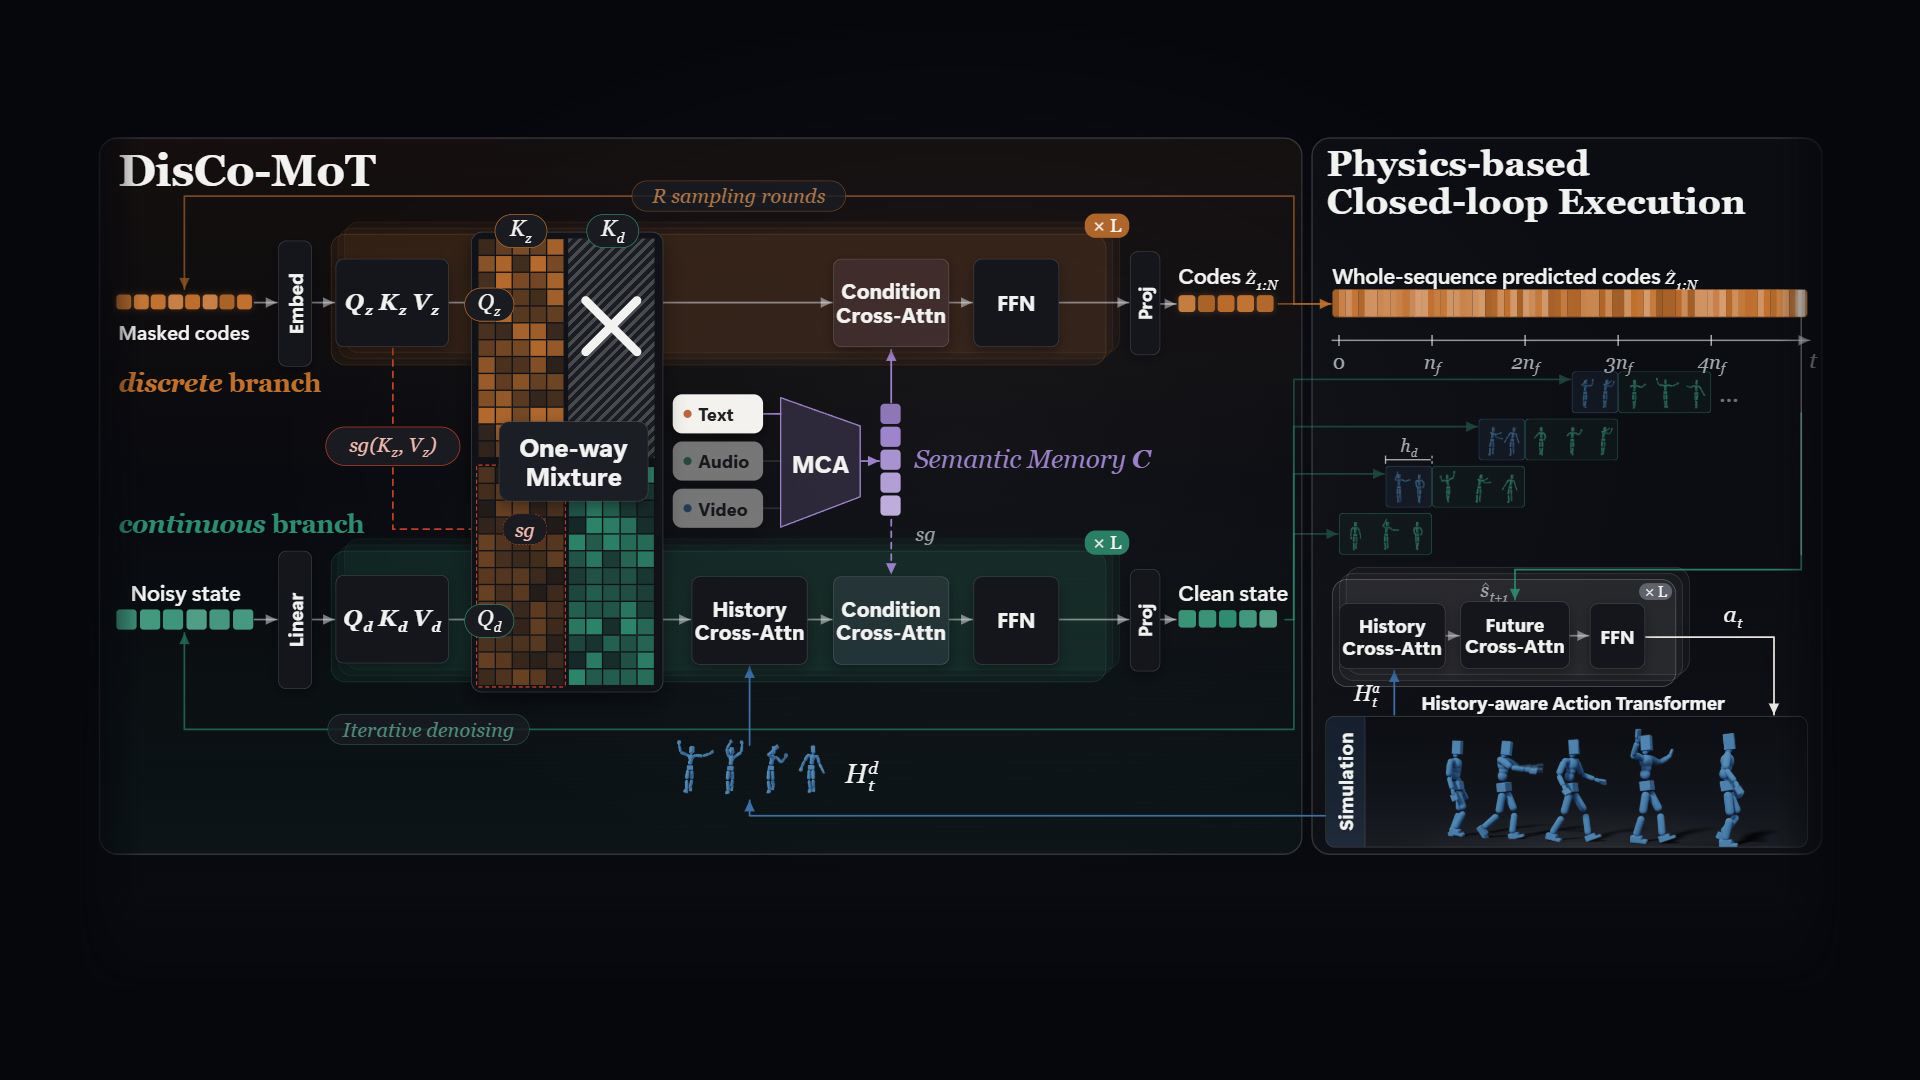 DisCo-MoT
R sampling rounds
K_z
K_d
× L
Embed
Q_z K_z V_z
Q_z
Condition
Cross-Attn
FFN
Proj
Codes ẑ_1:N
Masked codes
discrete branch
sg(K_z, V_z)
One-way
Mixture
Text
Audio
Video
MCA
Semantic Memory C
sg
sg
continuous branch
× L
Noisy state
Linear
Q_d K_d V_d
Q_d
History
Cross-Attn
Condition
Cross-Attn
FFN
Proj
Clean state
Iterative denoising
H_t^d
Physics-based
Closed-loop Execution
Whole-sequence predicted codes ẑ_1:N
0 n_f 2n_f 3n_f 4n_f t
...
h_d
ŝ_t+1
× L
History
Cross-Attn
Future
Cross-Attn
FFN
a_t
H_t^a
History-aware Action Transformer
Simulation